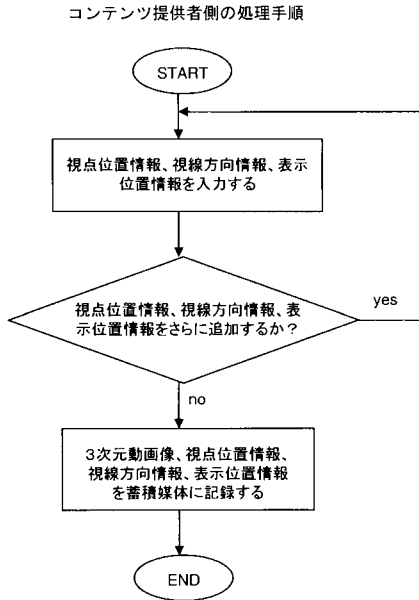 コンテンツ提供者側の処理手順
START
視点位置情報、視線方向情報、表示
位置情報を入力する
視点位置情報、視線方向情報、表
示位置情報をさらに追加するか？
yes
no
３次元動画像、視点位置情報、
視線方向情報、表示位置情報
を蓄積媒体に記録する
END